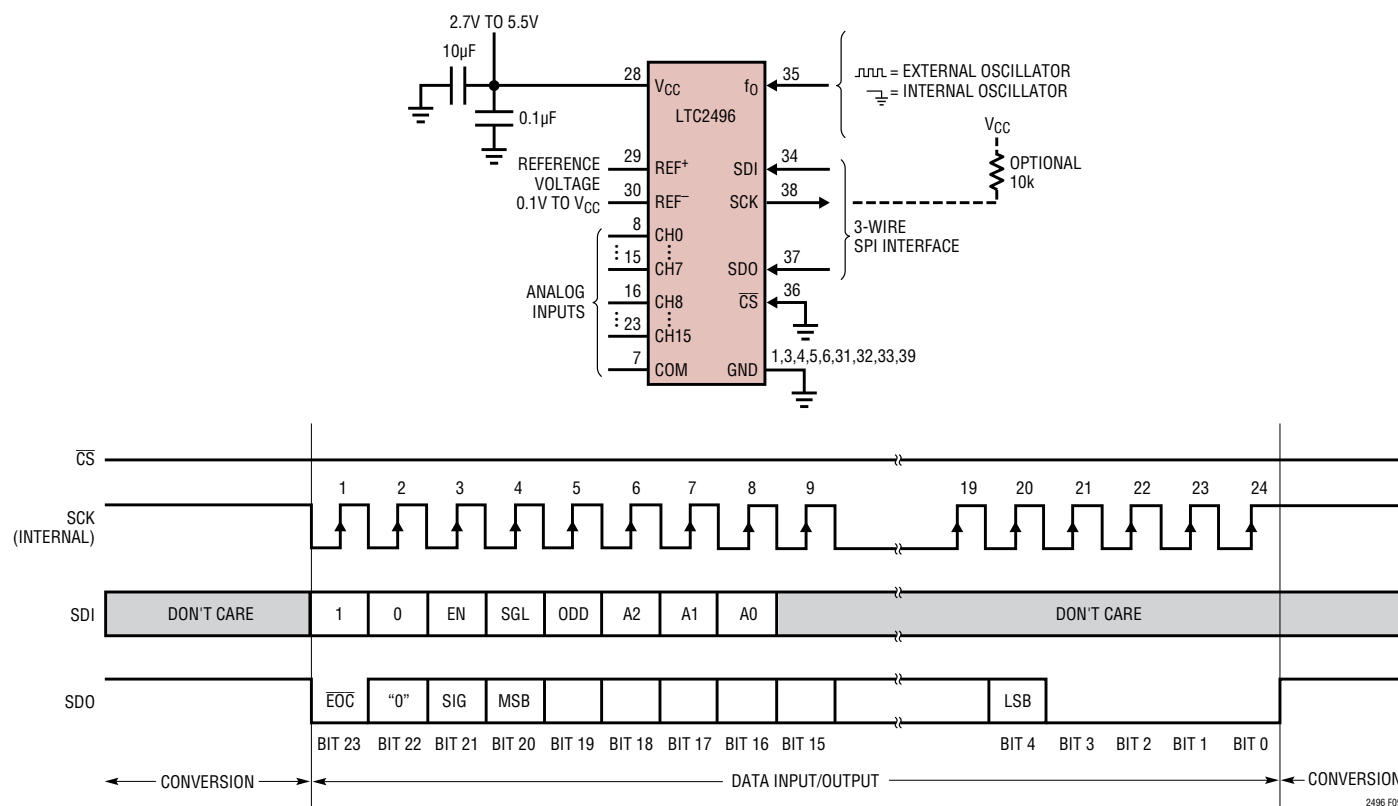 2.7V TO 5.5V
10µF
0.1µF
REFERENCE
VOLTAGE
0.1V TO VCC
ANALOG
INPUTS
28
29
30
8
15
16
23
7
VCC
REF+
REF–
CH0
CH7
CH8
CH15
COM
LTC2496
fO
SDI
SCK
SDO
CS
GND
35
34
38
37
36
1,3,4,5,6,31,32,33,39
= EXTERNAL OSCILLATOR
= INTERNAL OSCILLATOR
VCC
OPTIONAL
10k
3-WIRE
SPI INTERFACE
CS
SCK
(INTERNAL)
1 2 3 4 5 6 7 8 9 19 20 21 22 23 24
SDI DON'T CARE 1 0 EN SGL ODD A2 A1 A0 DON'T CARE
SDO EOC “0” SIG MSB LSB
BIT 23 BIT 22 BIT 21 BIT 20 BIT 19 BIT 18 BIT 17 BIT 16 BIT 15 BIT 4 BIT 3 BIT 2 BIT 1 BIT 0
CONVERSION DATA INPUT/OUTPUT CONVERSION